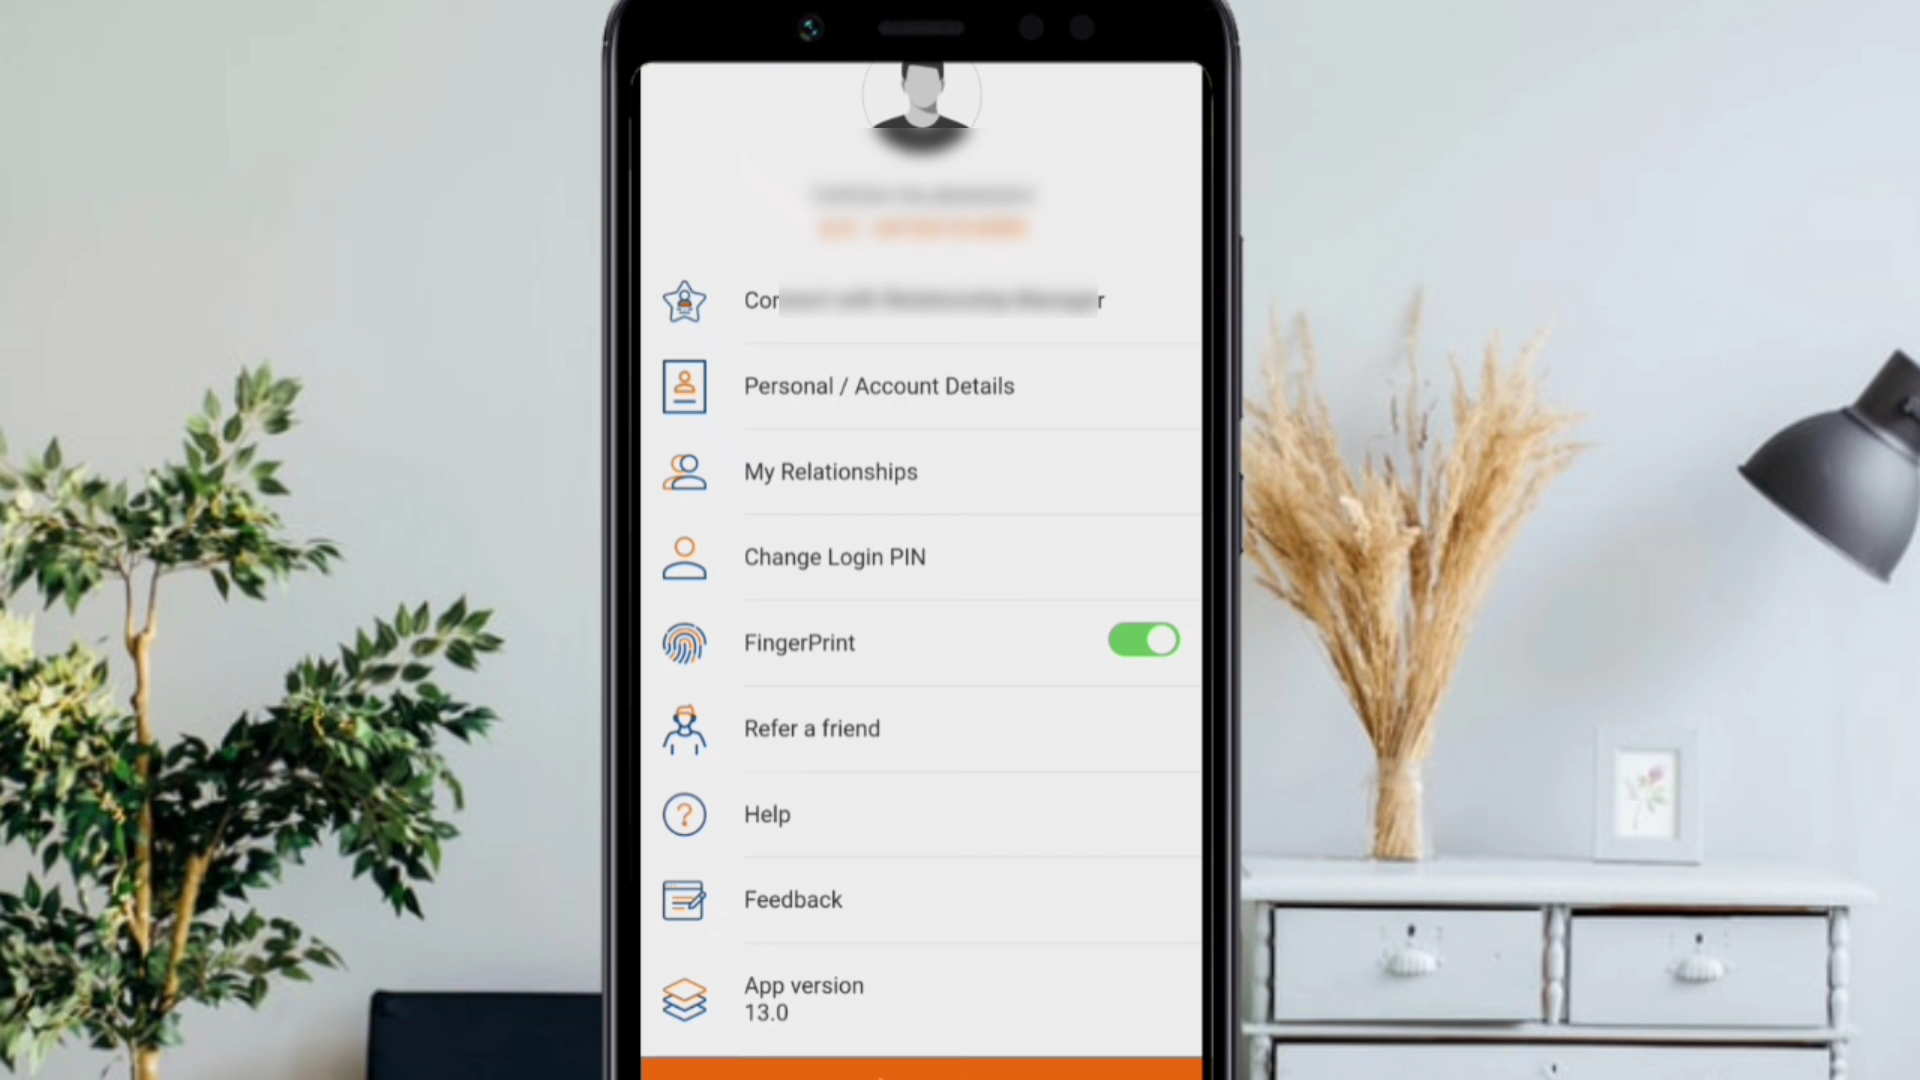 Personal / Account Details
My Relationships
Change Login PIN
FingerPrint
Refer a friend
Help
Feedback
App version
13.0